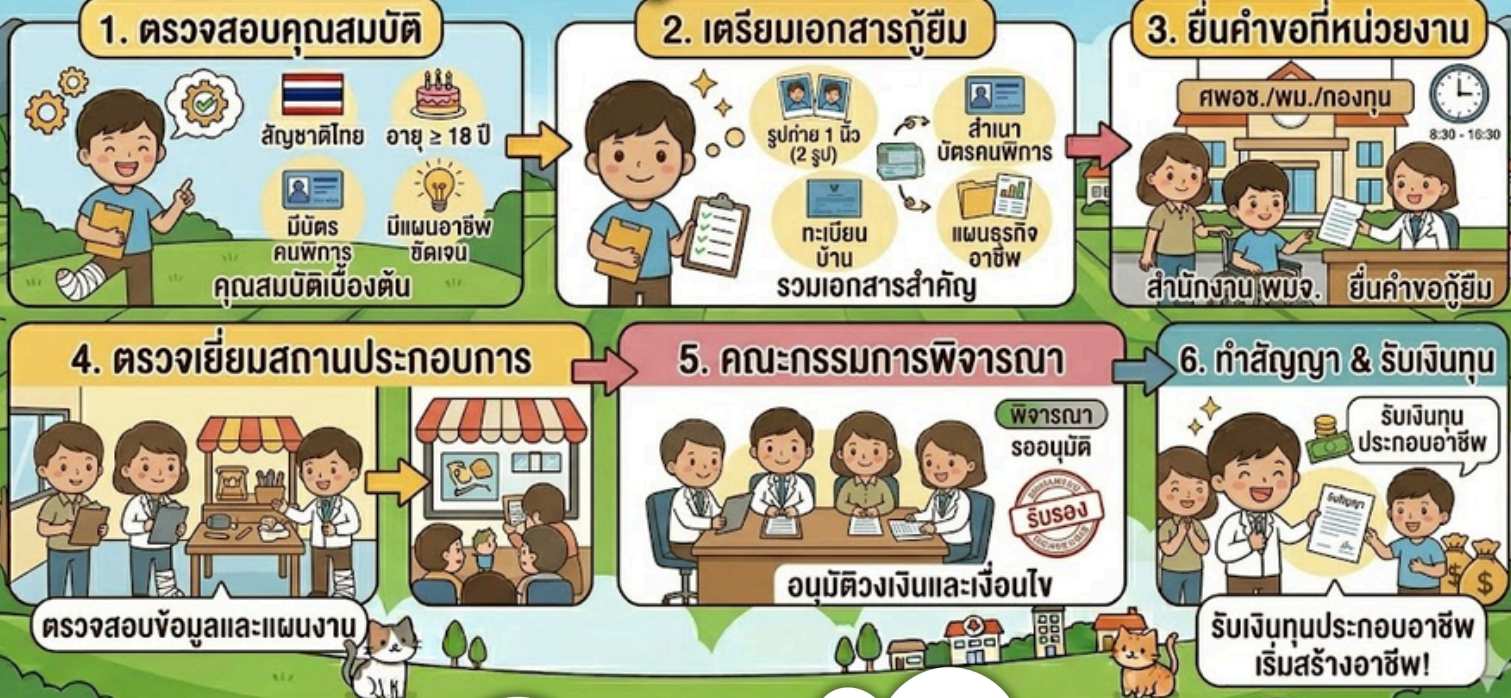 1. ตรวจสอบคุณสมบัติ
สัญชาติไทย
อายุ ≥ 18 ปี
มีบัตร
คนพิการ
มีแผนอาชีพ
ชัดเจน
คุณสมบัติเบื้องต้น
2. เตรียมเอกสารกู้ยืม
รูปถ่าย 1 นิ้ว
(2 รูป)
สำเนา
บัตรคนพิการ
ทะเบียน
บ้าน
แผนธุรกิจ
อาชีพ
รวมเอกสารสำคัญ
3. ยื่นคำขอที่หน่วยงาน
ศพอช./พม./กองทุน
8:30 - 16:30
สำนักงาน พมจ.
ยื่นคำขอกู้ยืม
4. ตรวจเยี่ยมสถานประกอบการ
ตรวจสอบข้อมูลและแผนงาน
5. คณะกรรมการพิจารณา
พิจารณา
รออนุมัติ
รับรอง
อนุมัติวงเงินและเงื่อนไข
6. ทำสัญญา & รับเงินทุน
รับเงินทุน
ประกอบอาชีพ
$
$
รับเงินทุนประกอบอาชีพ
เริ่มสร้างอาชีพ!